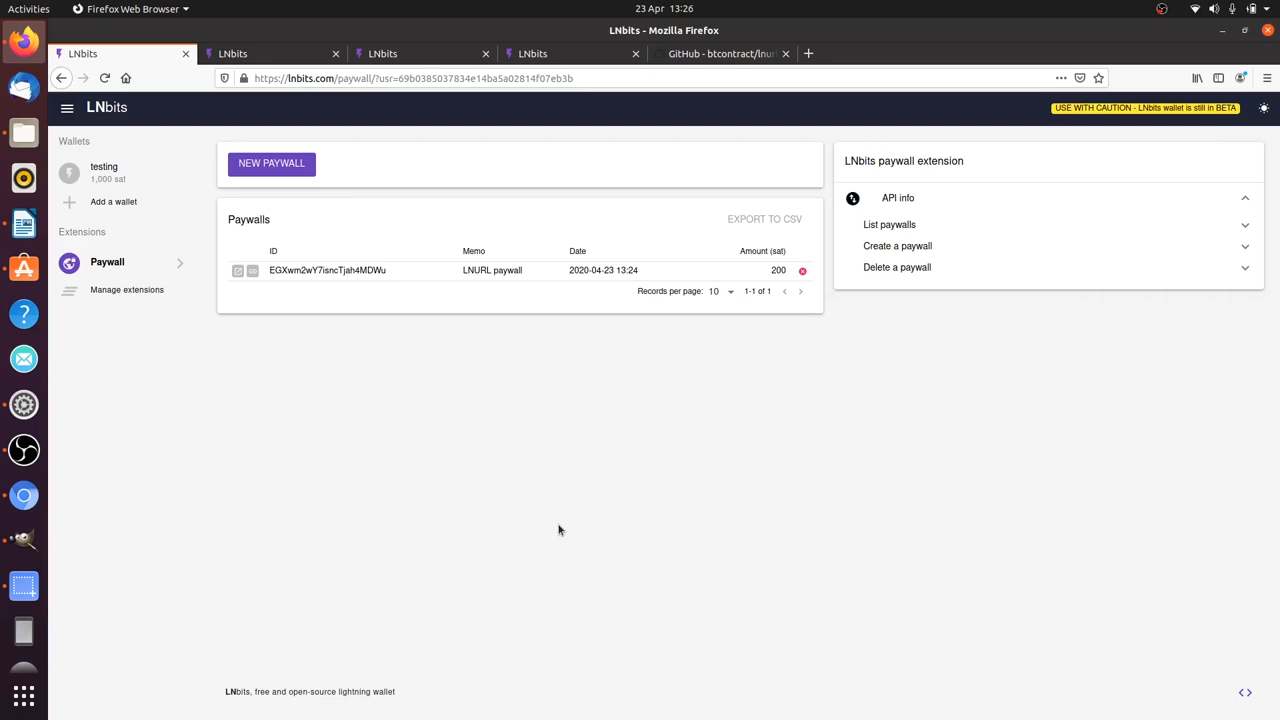 Activities
Firefox Web Browser
23 Apr 13:26
LNbits - Mozilla Firefox
LNbits
LNbits
LNbits
LNbits
GitHub - btcontract/lnur
https://lnbits.com/paywall/?usr=69b0385037834e14ba5a02814f07eb3b
LNbits
USE WITH CAUTION - LNbits wallet is still in BETA
Wallets
testing
1,000 sat
Add a wallet
Extensions
Paywall
Manage extensions
NEW PAYWALL
Paywalls
EXPORT TO CSV
ID Memo Date Amount (sat)
EGXwm2wY7isncTjah4MDWu LNURL paywall 2020-04-23 13:24 200
Records per page: 10 1-1 of 1
LNbits paywall extension
API info
List paywalls
Create a paywall
Delete a paywall
LNbits, free and open-source lightning wallet